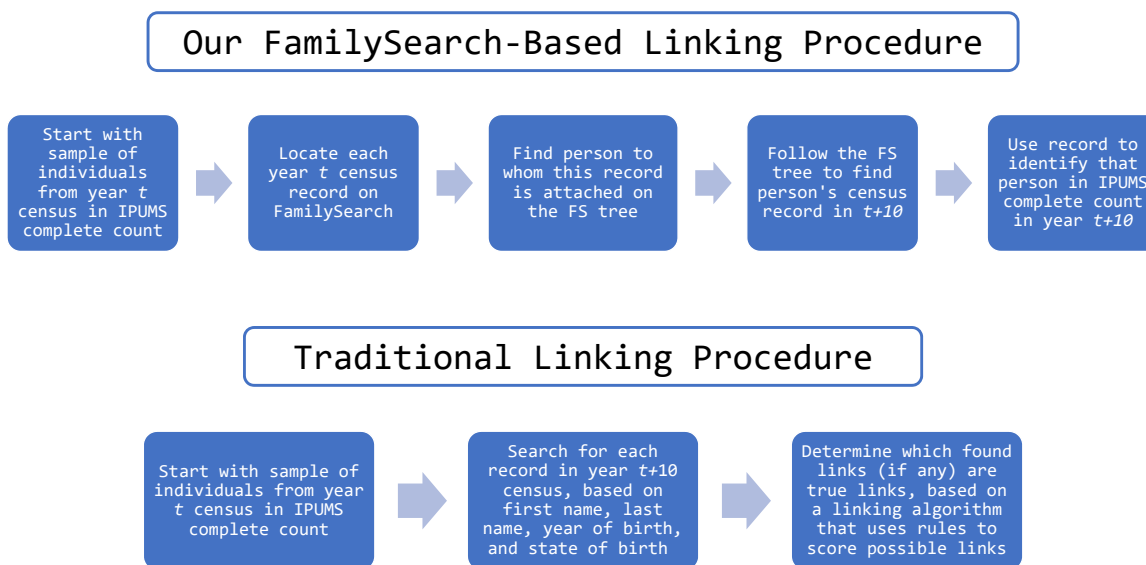 Our FamilySearch-Based Linking Procedure
Start with
sample of
individuals
from year t
census in IPUMS
complete count
Locate each
year t census
record on
FamilySearch
Find person to
whom this record
is attached on
the FS tree
Follow the FS
tree to find
person's census
record in t+10
Use record to
identify that
person in IPUMS
complete count
in year t+10
Traditional Linking Procedure
Start with sample of
individuals from year
t census in IPUMS
complete count
Search for each
record in year t+10
census, based on
first name, last
name, year of birth,
and state of birth
Determine which found
links (if any) are
true links, based on
a linking algorithm
that uses rules to
score possible links